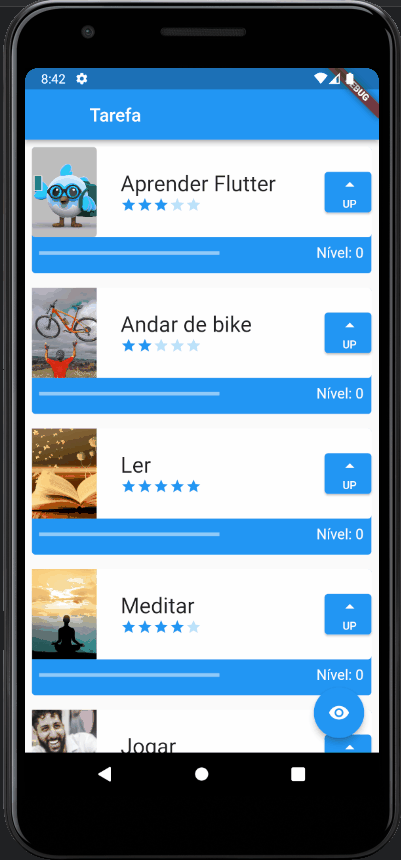 8:42
DEBUG
Tarefa
Aprender Flutter
UP
Nível: 0
Andar de bike
UP
Nível: 0
Ler
UP
Nível: 0
Meditar
UP
Nível: 0
Jogar